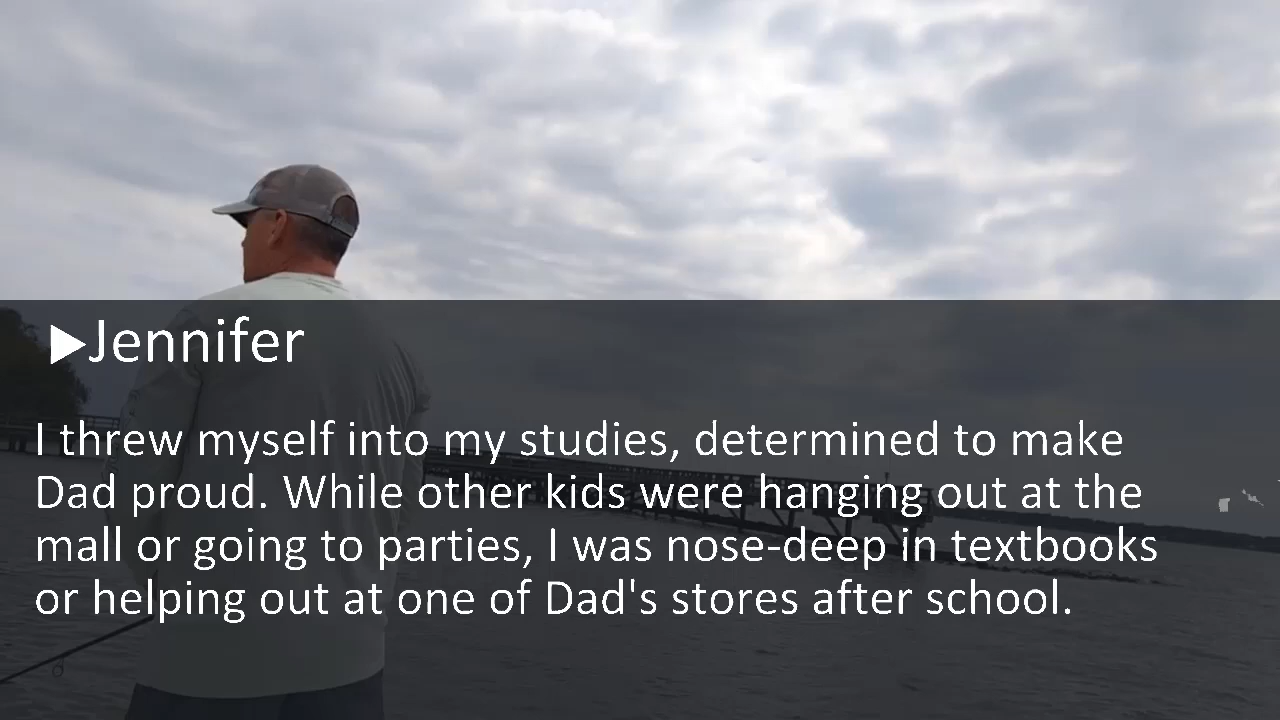 ▶Jennifer
I threw myself into my studies, determined to make
Dad proud. While other kids were hanging out at the
mall or going to parties, I was nose-deep in textbooks
or helping out at one of Dad's stores after school.